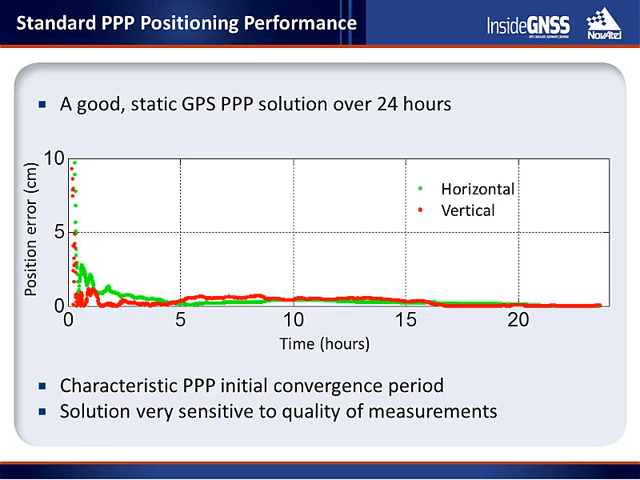 Standard PPP Positioning Performance
InsideGNSS
NovAtel
A good, static GPS PPP solution over 24 hours
Position error (cm)
10
5
0
Horizontal
Vertical
0 5 10 15 20
Time (hours)
Characteristic PPP initial convergence period
Solution very sensitive to quality of measurements